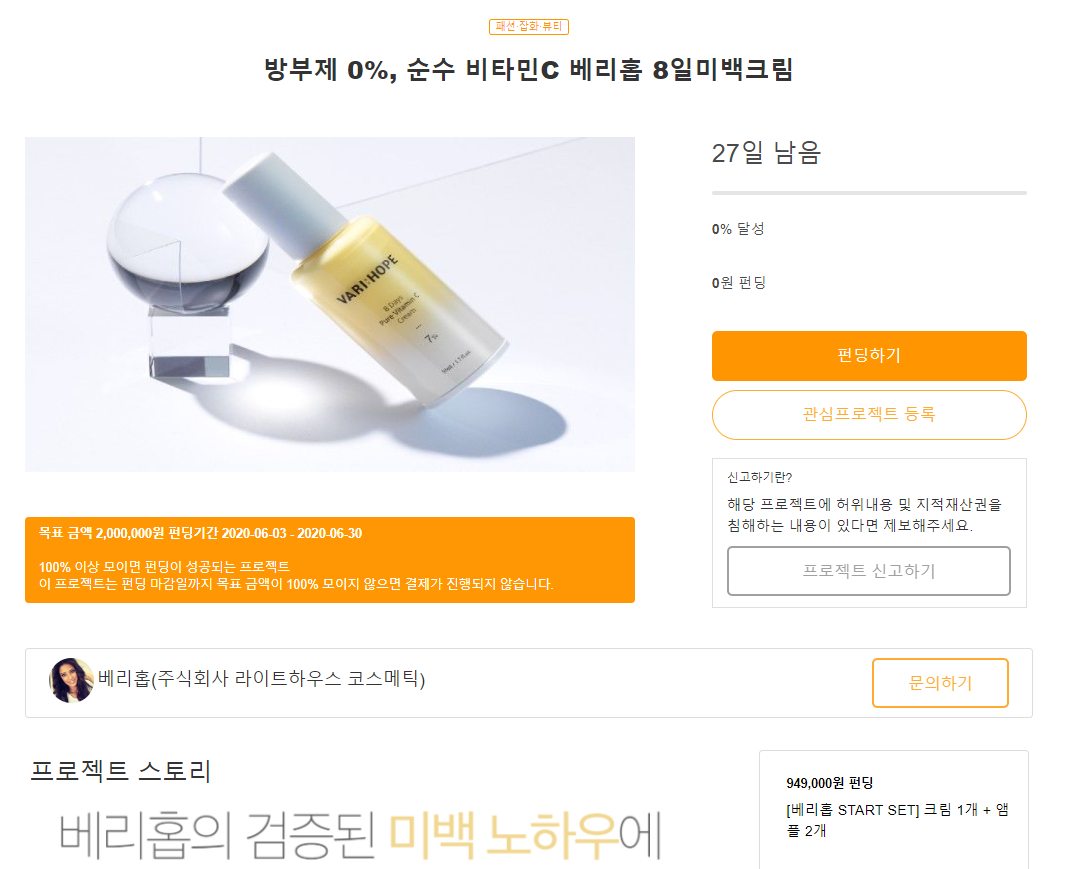 패션·잡화·뷰티
방부제 0%, 순수 비타민C 베리홉 8일미백크림
VARI:HOPE
8 Days
Pure Vitamin C
Cream
7%
27일 남음
0% 달성
0원 펀딩
펀딩하기
관심프로젝트 등록
신고하기란?
해당 프로젝트에 허위내용 및 지적재산권을
침해하는 내용이 있다면 제보해주세요.
프로젝트 신고하기
목표 금액 2,000,000원 펀딩기간 2020-06-03 - 2020-06-30
100% 이상 모이면 펀딩이 성공되는 프로젝트
이 프로젝트는 펀딩 마감일까지 목표 금액이 100% 모이지 않으면 결제가 진행되지 않습니다.
베리홉(주식회사 라이트하우스 코스메틱)
문의하기
프로젝트 스토리
베리홉의 검증된 미백 노하우에
949,000원 펀딩
[베리홉 START SET] 크림 1개 + 앰
플 2개